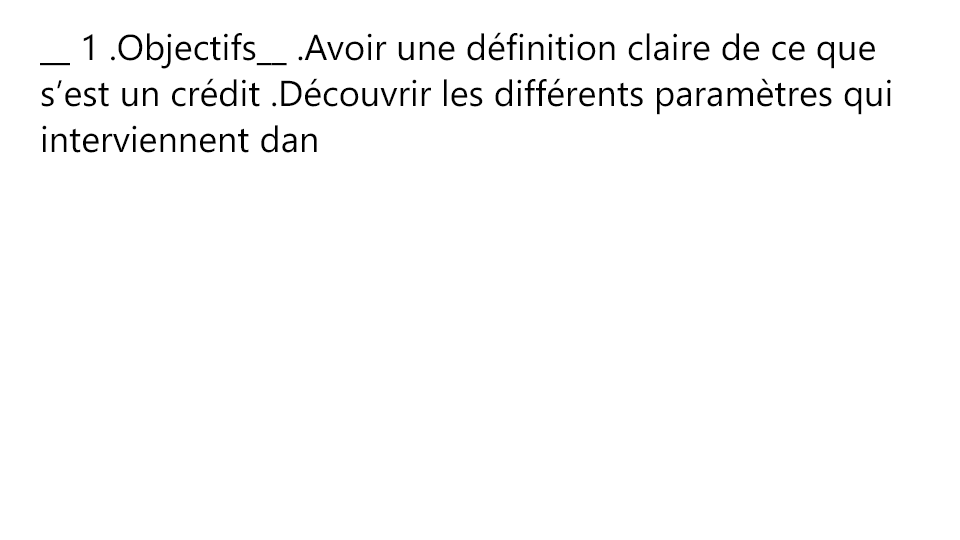 __ 1 .Objectifs__ .Avoir une définition claire de ce que
s’est un crédit .Découvrir les différents paramètres qui
interviennent dan